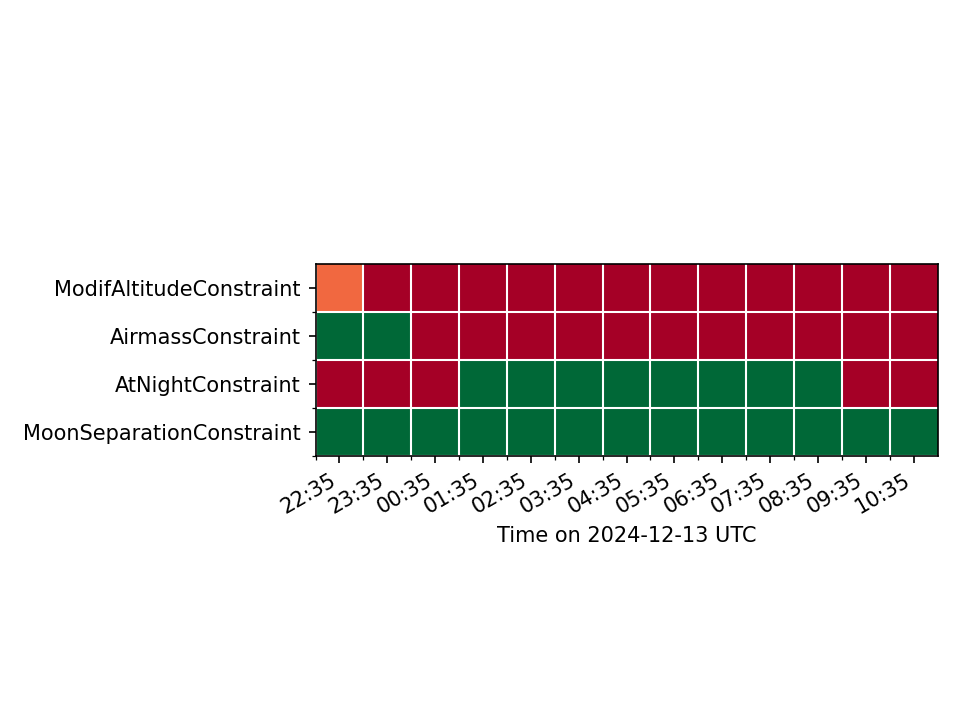 ModifAltitudeConstraint
AirmassConstraint
AtNightConstraint
MoonSeparationConstraint
22:35 23:35 00:35 01:35 02:35 03:35 04:35 05:35 06:35 07:35 08:35 09:35 10:35
Time on 2024-12-13 UTC